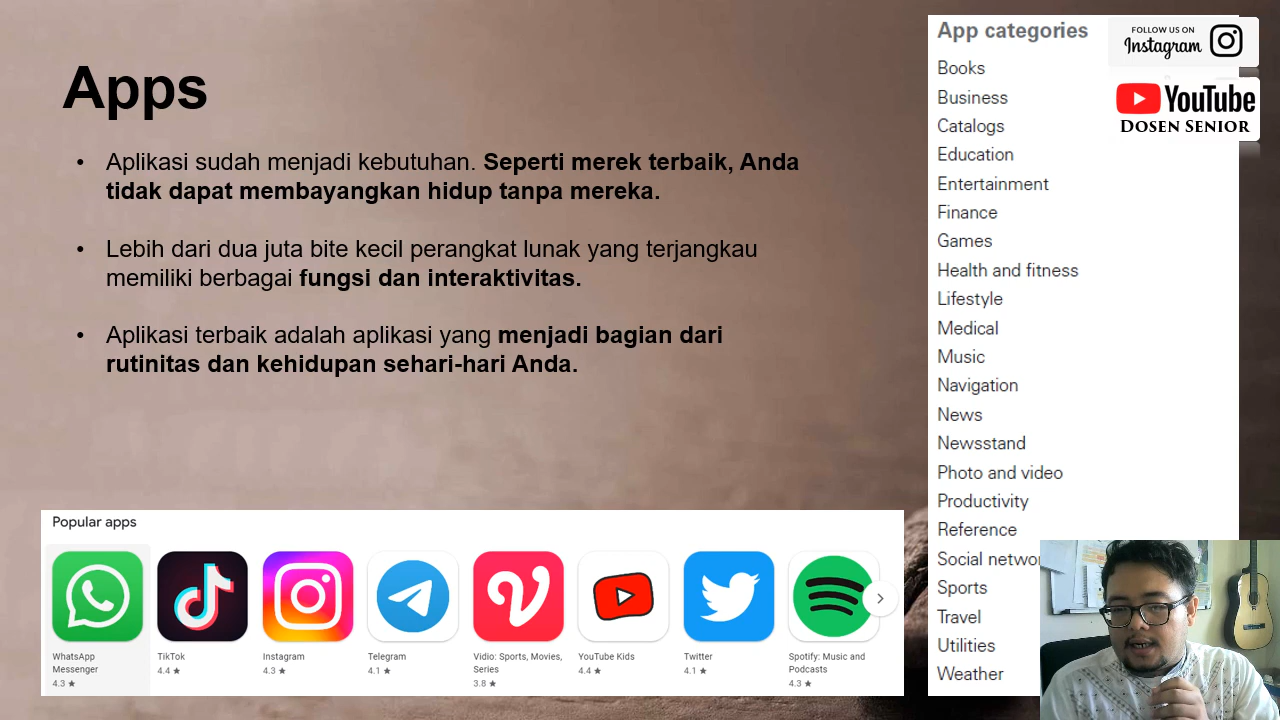 Apps
• Aplikasi sudah menjadi kebutuhan. Seperti merek terbaik, Anda
tidak dapat membayangkan hidup tanpa mereka.
• Lebih dari dua juta bite kecil perangkat lunak yang terjangkau
memiliki berbagai fungsi dan interaktivitas.
• Aplikasi terbaik adalah aplikasi yang menjadi bagian dari
rutinitas dan kehidupan sehari-hari Anda.
Popular apps
WhatsApp
Messenger
4.3 ★
TikTok
4.4 ★
Instagram
4.3 ★
Telegram
4.1 ★
Vidio: Sports, Movies,
Series
3.8 ★
YouTube Kids
4.4 ★
Twitter
4.1 ★
Spotify: Music and
Podcasts
4.3 ★
App categories
Books
Business
Catalogs
Education
Entertainment
Finance
Games
Health and fitness
Lifestyle
Medical
Music
Navigation
News
Newsstand
Photo and video
Productivity
Reference
Social networ
Sports
Travel
Utilities
Weather
FOLLOW US ON
Instagram
YouTube
DOSEN SENIOR